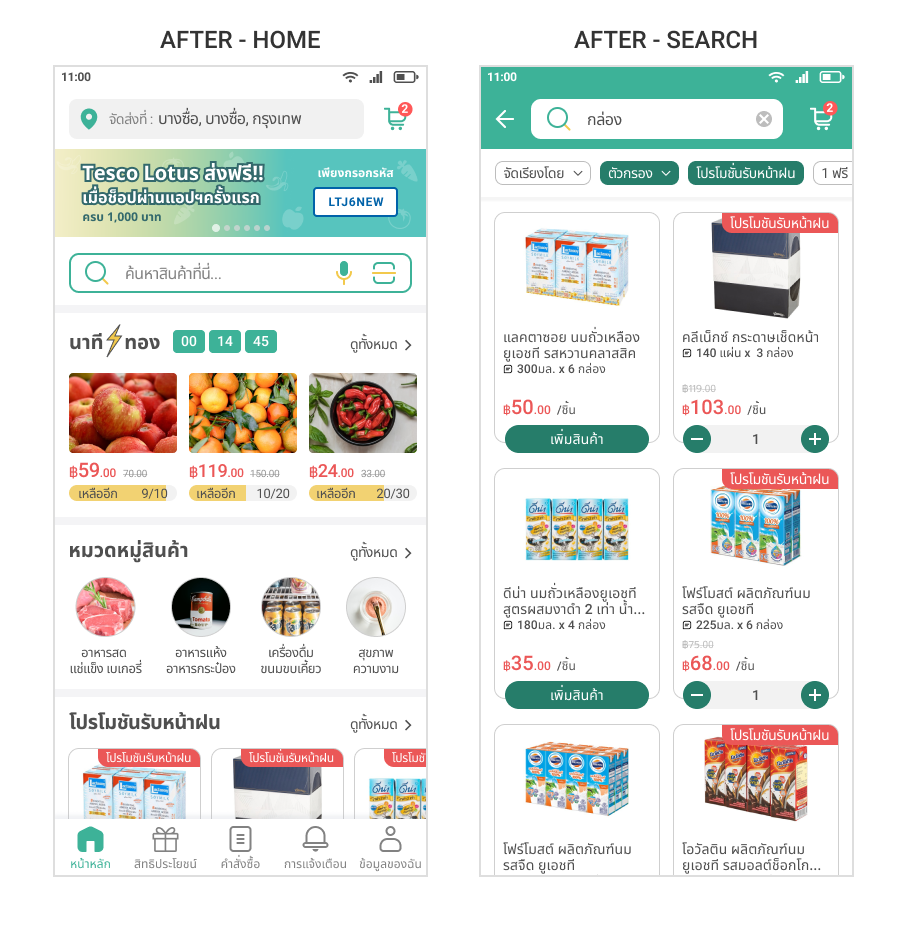 AFTER - HOME
11:00
จัดส่งที่ : บางซื่อ, บางซื่อ, กรุงเทพ
2
Tesco Lotus ส่งฟรี!!
เมื่อช็อปผ่านแอปฯครั้งแรก
ครบ 1,000 บาท
เพียงกรอกรหัส
LTJ6NEW
ค้นหาสินค้าที่นี่...
นาที ทอง
00 14 45
ดูทั้งหมด
฿59.00 70.00
฿119.00 150.00
฿24.00 33.00
เหลืออีก 9/10
เหลืออีก 10/20
เหลืออีก 20/30
หมวดหมู่สินค้า
ดูทั้งหมด
Campbell's
Tomato
อาหารสด
แช่แข็ง เบเกอรี่
อาหารแห้ง
อาหารกระป๋อง
เครื่องดื่ม
ขนมขบเคี้ยว
สุขภาพ
ความงาม
โปรโมชันรับหน้าฝน
ดูทั้งหมด
โปรโมชันรับหน้าฝน
โปรโมชั่นรับหน้าฝน
โปรโมชั
หน้าหลัก
สิทธิประโยชน์
คำสั่งซื้อ
การแจ้งเตือน
ข้อมูลของฉัน
AFTER - SEARCH
11:00
กล่อง
2
จัดเรียงโดย
ตัวกรอง
โปรโมชั่นรับหน้าฝน
1 ฟรี
แลคตาซอย นมถั่วเหลือง
ยูเอชที รสหวานคลาสสิค
300มล. x 6 กล่อง
฿50.00 /ชิ้น
เพิ่มสินค้า
โปรโมชันรับหน้าฝน
คลีเน็กซ์ กระดาษเช็ดหน้า
140 แผ่น x 3 กล่อง
฿119.00
฿103.00 /ชิ้น
1
ดีน่า
ดีน่า นมถั่วเหลืองยูเอชที
สูตรผสมงาดำ 2 เท่า น้ำ...
180มล. x 4 กล่อง
฿35.00 /ชิ้น
เพิ่มสินค้า
โปรโมชันรับหน้าฝน
100%
โฟร์โมสต์ ผลิตภัณฑ์นม
รสจืด ยูเอชที
225มล. x 6 กล่อง
฿75.00
฿68.00 /ชิ้น
1
โฟร์โมสต์ ผลิตภัณฑ์นม
รสจืด ยูเอชที
โปรโมชันรับหน้าฝน
โอวัลติน ผลิตภัณฑ์นม
ยูเอชที รสมอลต์ช็อกโก...